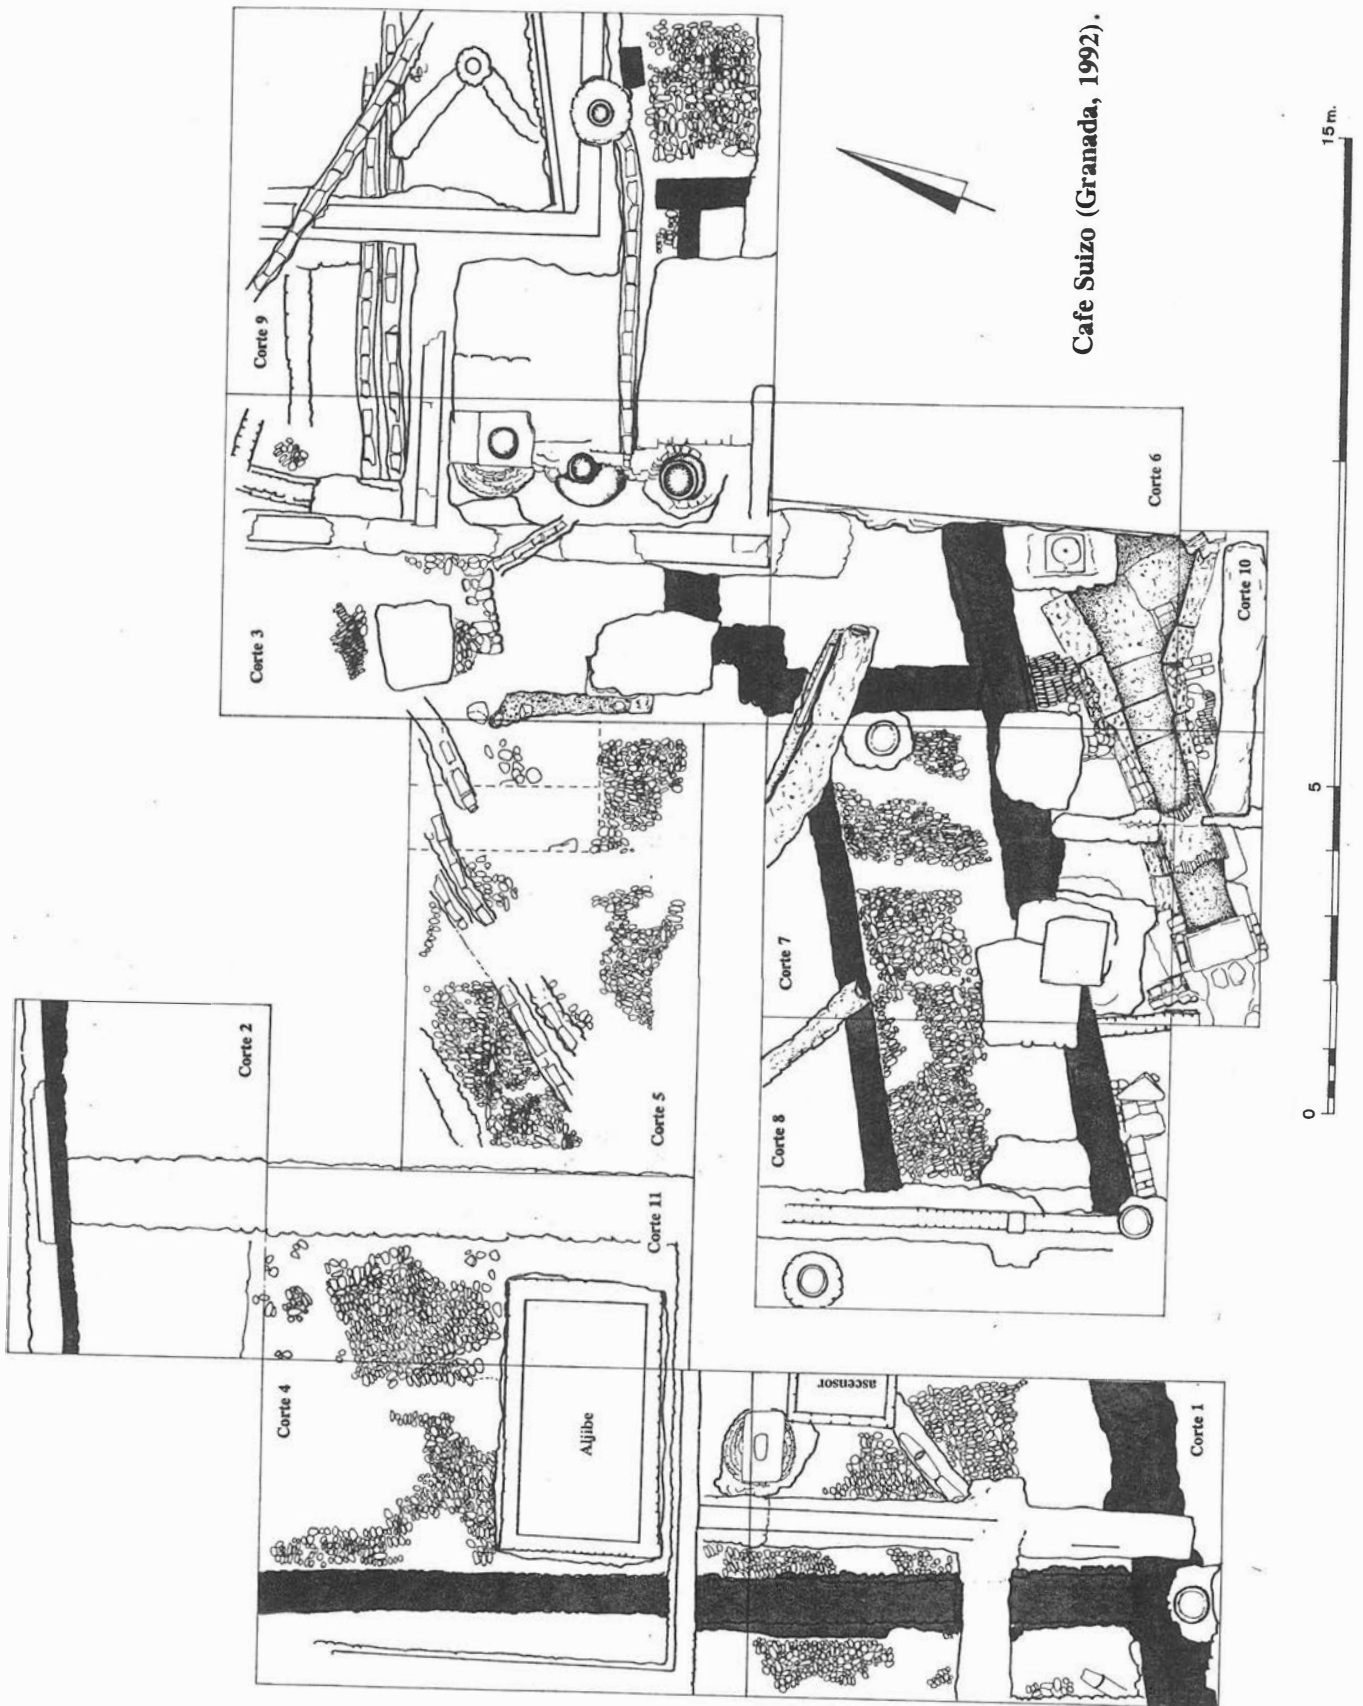 Corte 9
Corte 3
Cafe Suizo (Granada, 1992).
Corte 6
Corte 10
15 m.
5
0
Corte 2
Corte 5
Corte 7
Corte 8
Corte 11
Corte 4
Aljibe
ascensor
Corte 1